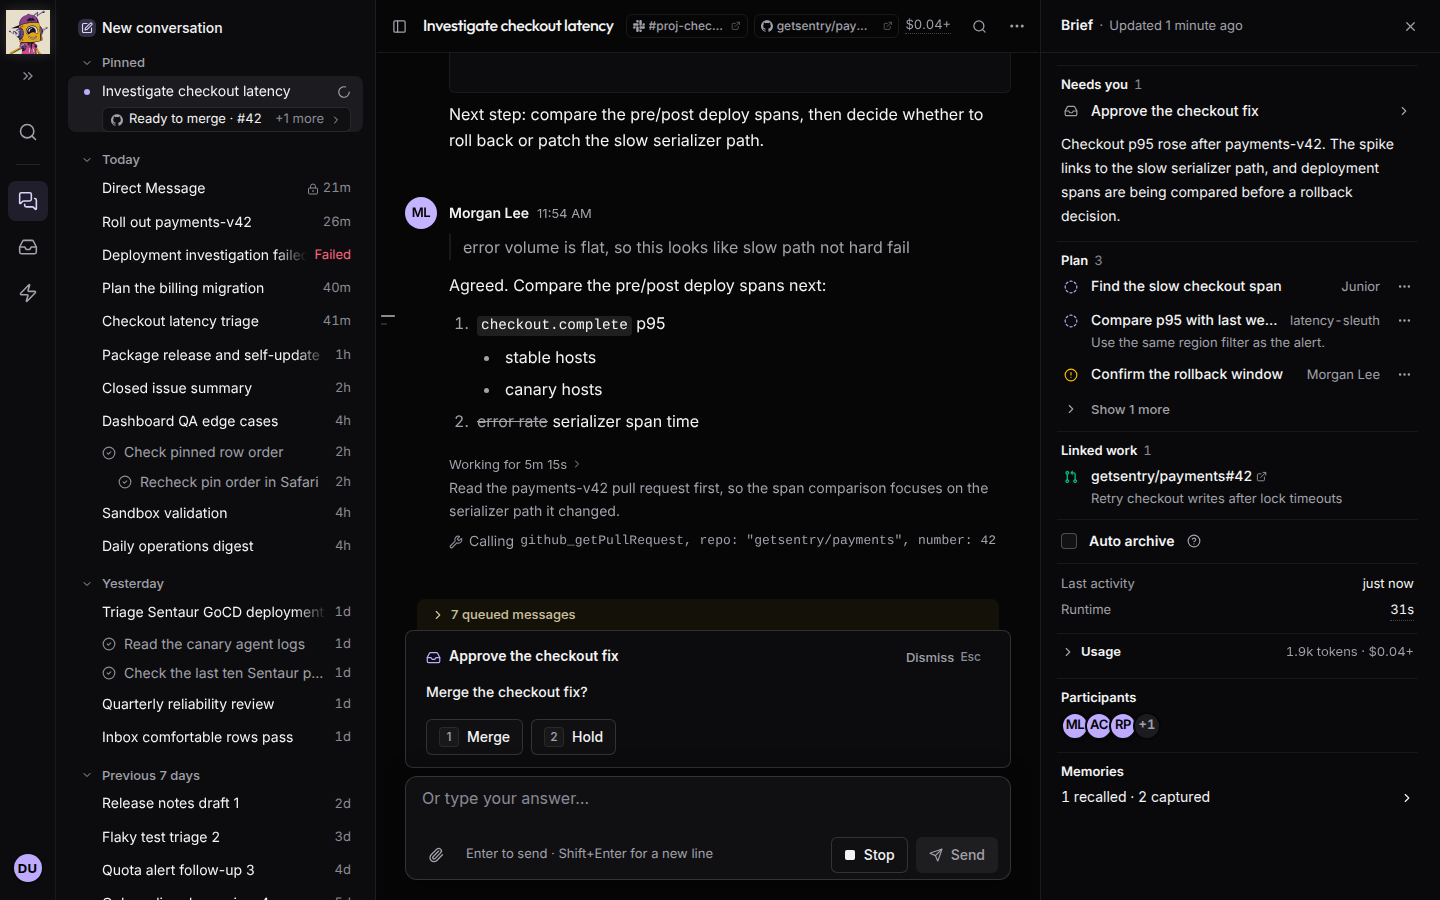 New conversation
Pinned
Investigate checkout latency
Ready to merge · #42 +1 more
Today
Direct Message 21m
Roll out payments-v42 26m
Deployment investigation failed Failed
Plan the billing migration 40m
Checkout latency triage 41m
Package release and self-update 1h
Closed issue summary 2h
Dashboard QA edge cases 4h
Check pinned row order 2h
Recheck pin order in Safari 2h
Sandbox validation 4h
Daily operations digest 4h
Yesterday
Triage Sentaur GoCD deployment 1d
Read the canary agent logs 1d
Check the last ten Sentaur p... 1d
Quarterly reliability review 1d
Inbox comfortable rows pass 1d
Previous 7 days
Release notes draft 1 2d
Flaky test triage 2 3d
Quota alert follow-up 3 4d
DU
Investigate checkout latency #proj-chec... getsentry/pay... $0.04+
Next step: compare the pre/post deploy spans, then decide whether to
roll back or patch the slow serializer path.
ML Morgan Lee 11:54 AM
error volume is flat, so this looks like slow path not hard fail
Agreed. Compare the pre/post deploy spans next:
1. checkout.complete p95
• stable hosts
• canary hosts
2. error rate serializer span time
Working for 5m 15s
Read the payments-v42 pull request first, so the span comparison focuses on the
serializer path it changed.
Calling github_getPullRequest, repo: "getsentry/payments", number: 42
7 queued messages
Approve the checkout fix Dismiss Esc
Merge the checkout fix?
1 Merge 2 Hold
Or type your answer...
Enter to send · Shift+Enter for a new line Stop Send
Brief · Updated 1 minute ago
Needs you 1
Approve the checkout fix
Checkout p95 rose after payments-v42. The spike
links to the slow serializer path, and deployment
spans are being compared before a rollback
decision.
Plan 3
Find the slow checkout span Junior
Compare p95 with last we... latency-sleuth
Use the same region filter as the alert.
Confirm the rollback window Morgan Lee
Show 1 more
Linked work 1
getsentry/payments#42
Retry checkout writes after lock timeouts
Auto archive
Last activity just now
Runtime 31s
Usage 1.9k tokens · $0.04+
Participants
ML AC RP +1
Memories
1 recalled · 2 captured